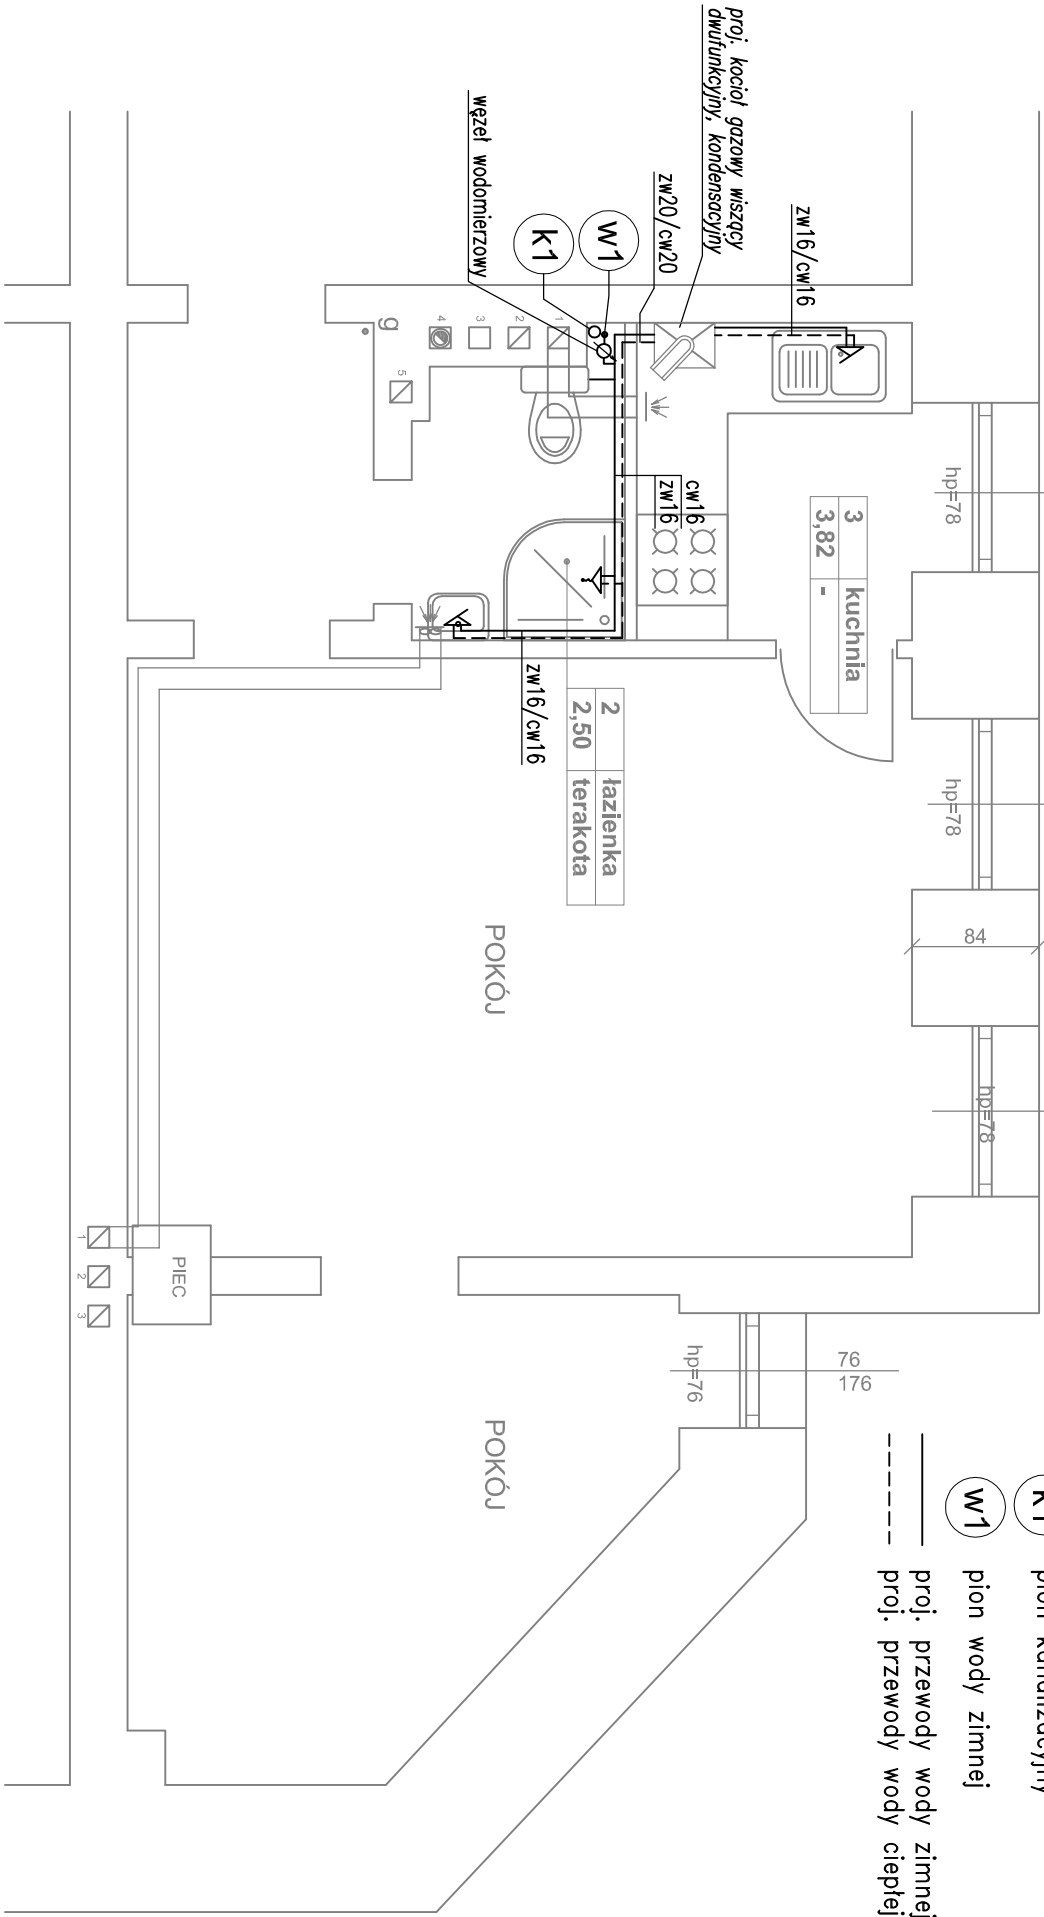 proj. kocioł gazowy wiszący
dwufunkcyjny, kondensacyjny
węzeł wodomierzowy
zw20/cw20
zw16/cw16
w1
k1
g
1
2
3
4
5
cw16
zw16
3 kuchnia
3,82 -
zw16/cw16
2 łazienka
2,50 terakota
hp=78
hp=78
84
hp=78
POKÓJ
PIEC
1
2
3
hp=76
76
176
POKÓJ
w1 pion wody zimnej
proj. przewody wody zimnej
proj. przewody wody ciepłej